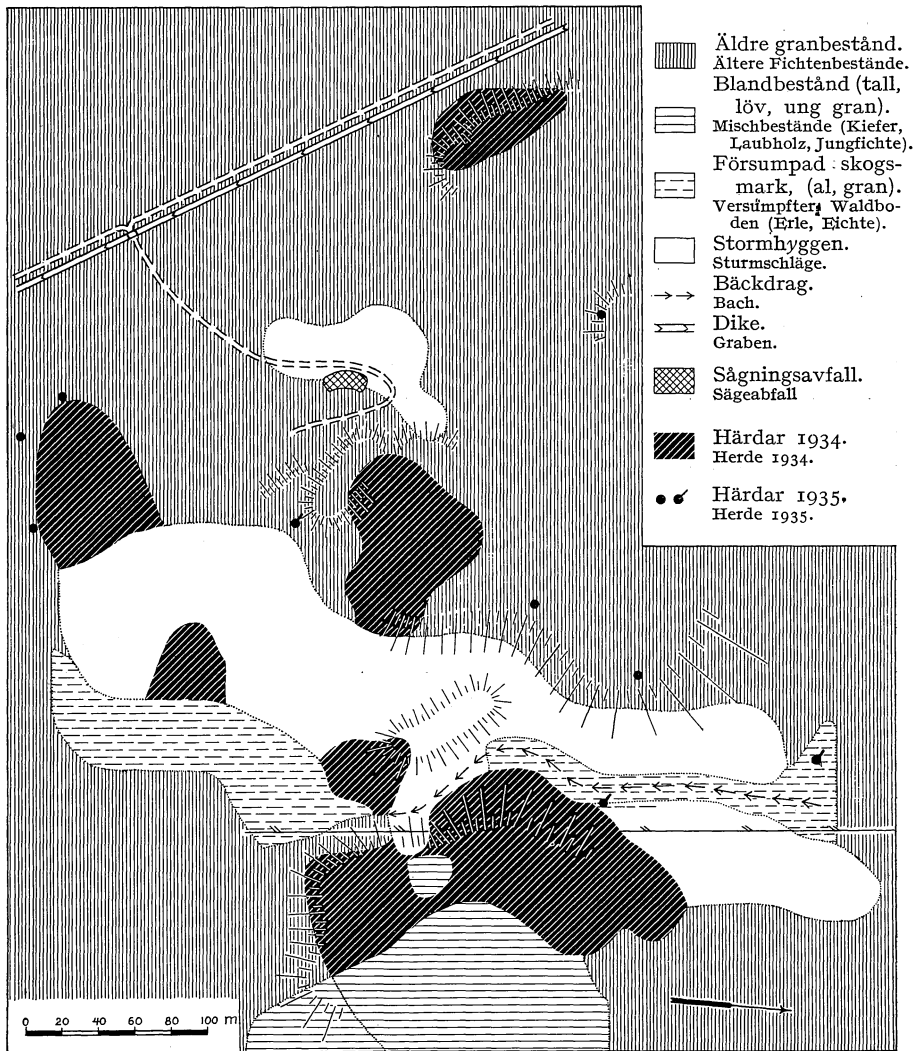 Äldre granbestånd.
Ältere Fichtenbestände.
Blandbestånd (tall,
löv, ung gran).
Mischbestände (Kiefer,
Laubholz, Jungfichte).
Försumpad skogs-
mark, (al, gran).
Versümpfter Waldbo-
den (Erle, Eichte).
Stormhyggen.
Sturmschläge.
Bäckdrag.
Bach.
Dike.
Graben.
Sågningsavfall.
Sägeabfall
Härdar 1934.
Herde 1934.
Härdar 1935.
Herde 1935.
0 20 40 60 80 100 m